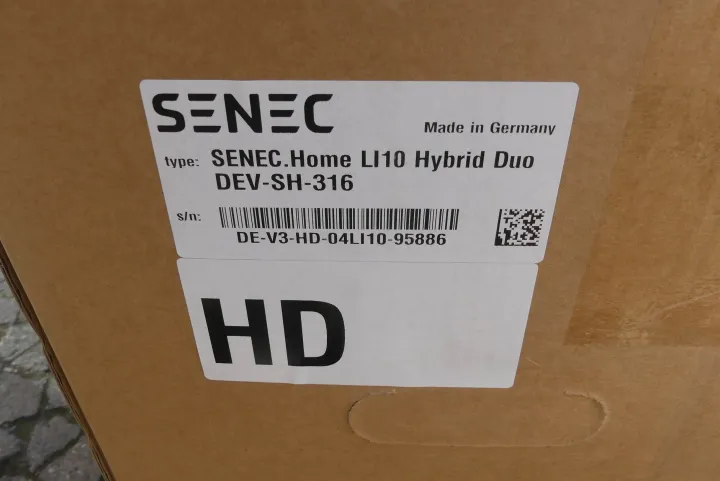 SENEC
Made in Germany
type: SENEC.Home LI10 Hybrid Duo
DEV-SH-316
s/n:
DE-V3-HD-04LI10-95886
HD